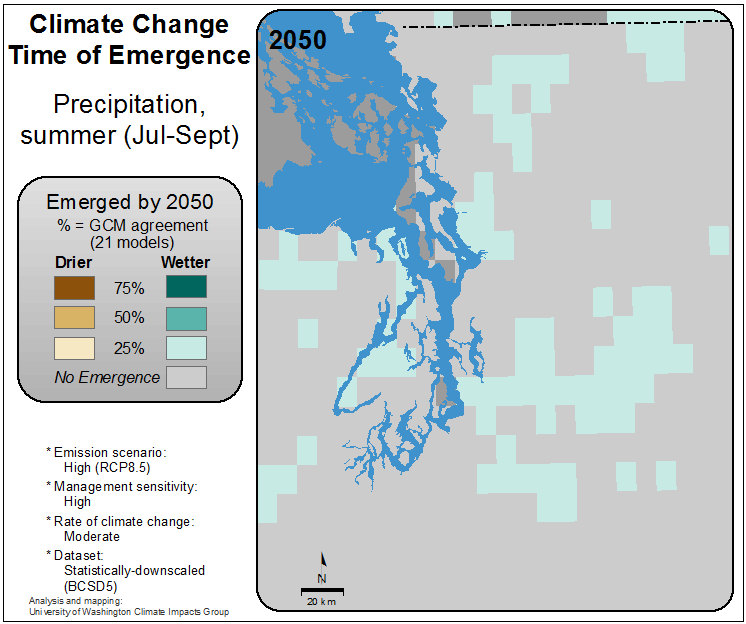 Climate Change
Time of Emergence
Precipitation,
summer (Jul-Sept)
Emerged by 2050
% = GCM agreement
(21 models)
Drier Wetter
75%
50%
25%
No Emergence
* Emission scenario:
High (RCP8.5)
* Management sensitivity:
High
* Rate of climate change:
Moderate
* Dataset:
Statistically-downscaled
(BCSD5)
Analysis and mapping:
University of Washington Climate Impacts Group
2050
N
20 km